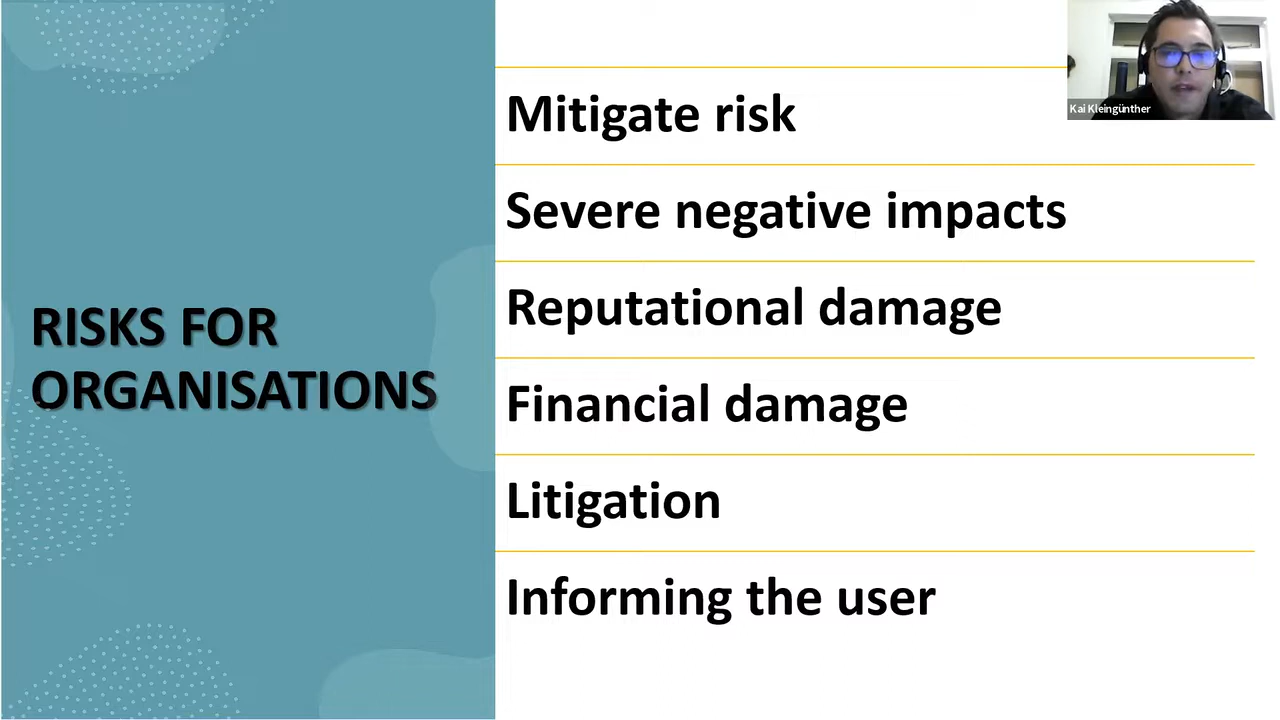 RISKS FOR
ORGANISATIONS
Mitigate risk
Severe negative impacts
Reputational damage
Financial damage
Litigation
Informing the user
Kai Kleingünther